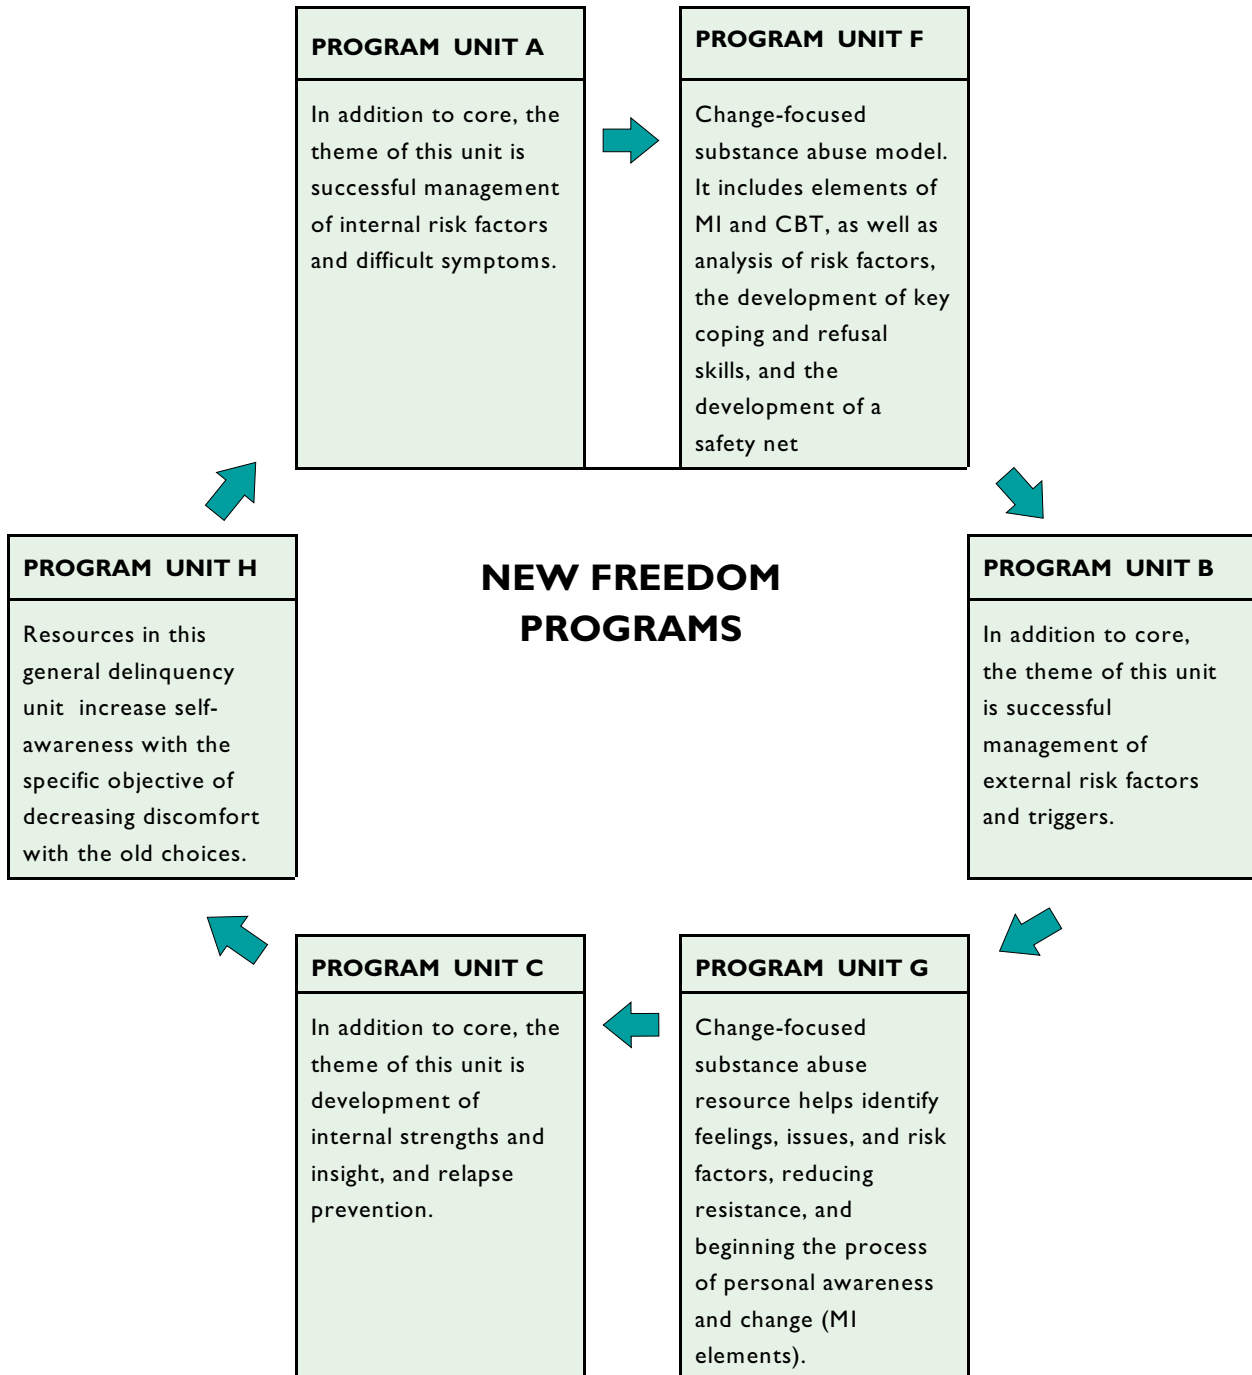 PROGRAM UNIT A
In addition to core, the
theme of this unit is
successful management
of internal risk factors
and difficult symptoms.
PROGRAM UNIT F
Change-focused
substance abuse model.
It includes elements of
MI and CBT, as well as
analysis of risk factors,
the development of key
coping and refusal
skills, and the
development of a
safety net
PROGRAM UNIT H
Resources in this
general delinquency
unit increase self-
awareness with the
specific objective of
decreasing discomfort
with the old choices.
NEW FREEDOM
PROGRAMS
PROGRAM UNIT B
In addition to core,
the theme of this unit
is successful
management of
external risk factors
and triggers.
PROGRAM UNIT C
In addition to core, the
theme of this unit is
development of
internal strengths and
insight, and relapse
prevention.
PROGRAM UNIT G
Change-focused
substance abuse
resource helps identify
feelings, issues, and risk
factors, reducing
resistance, and
beginning the process
of personal awareness
and change (MI
elements).